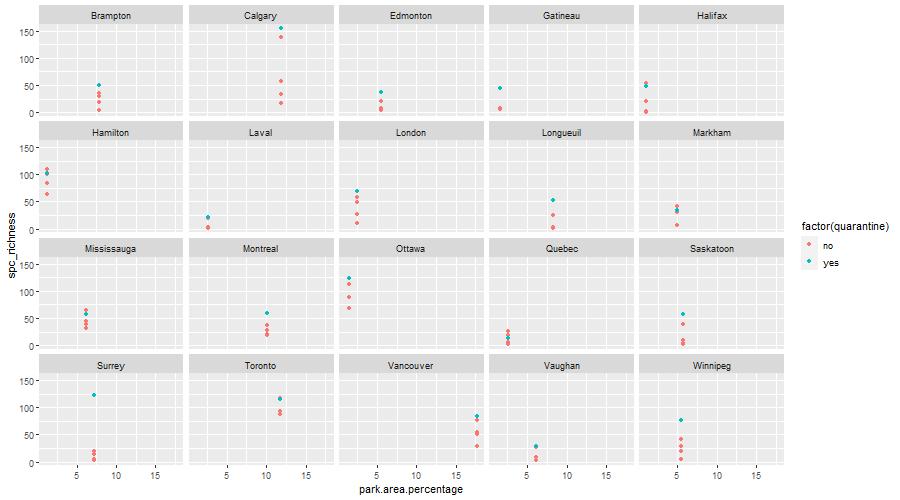 Brampton Calgary Edmonton Gatineau Halifax
150
100
50
0
Hamilton Laval London Longueuil Markham
150
100
50
0
Mississauga Montreal Ottawa Quebec Saskatoon
150
100
50
0
Surrey Toronto Vancouver Vaughan Winnipeg
150
100
50
0
5 10 15 5 10 15 5 10 15 5 10 15 5 10 15
park.area.percentage
spc_richness
factor(quarantine)
no
yes